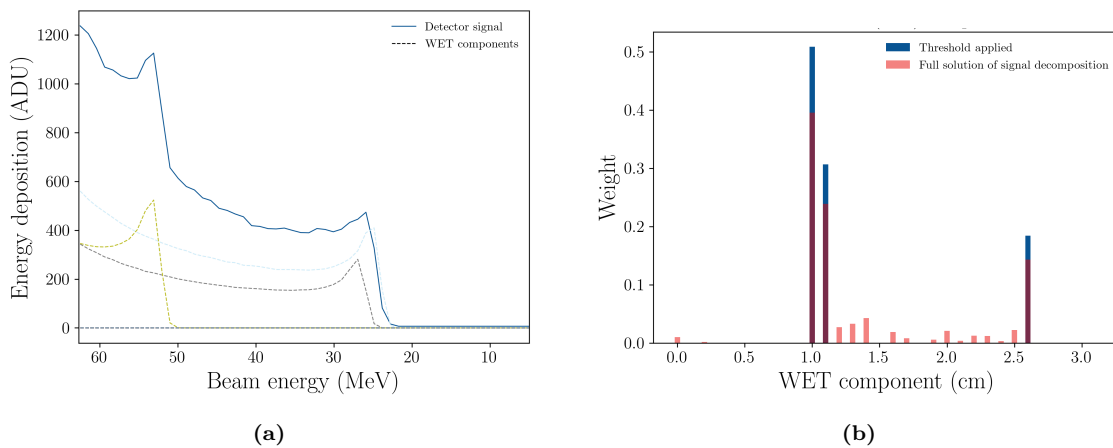 Energy deposition (ADU)
1200
1000
800
600
400
200
0
Detector signal
WET components
60
50
40
30
20
10
Beam energy (MeV)
(a)
Weight
0.5
0.4
0.3
0.2
0.1
0.0
Threshold applied
Full solution of signal decomposition
0.0
0.5
1.0
1.5
2.0
2.5
3.0
WET component (cm)
(b)